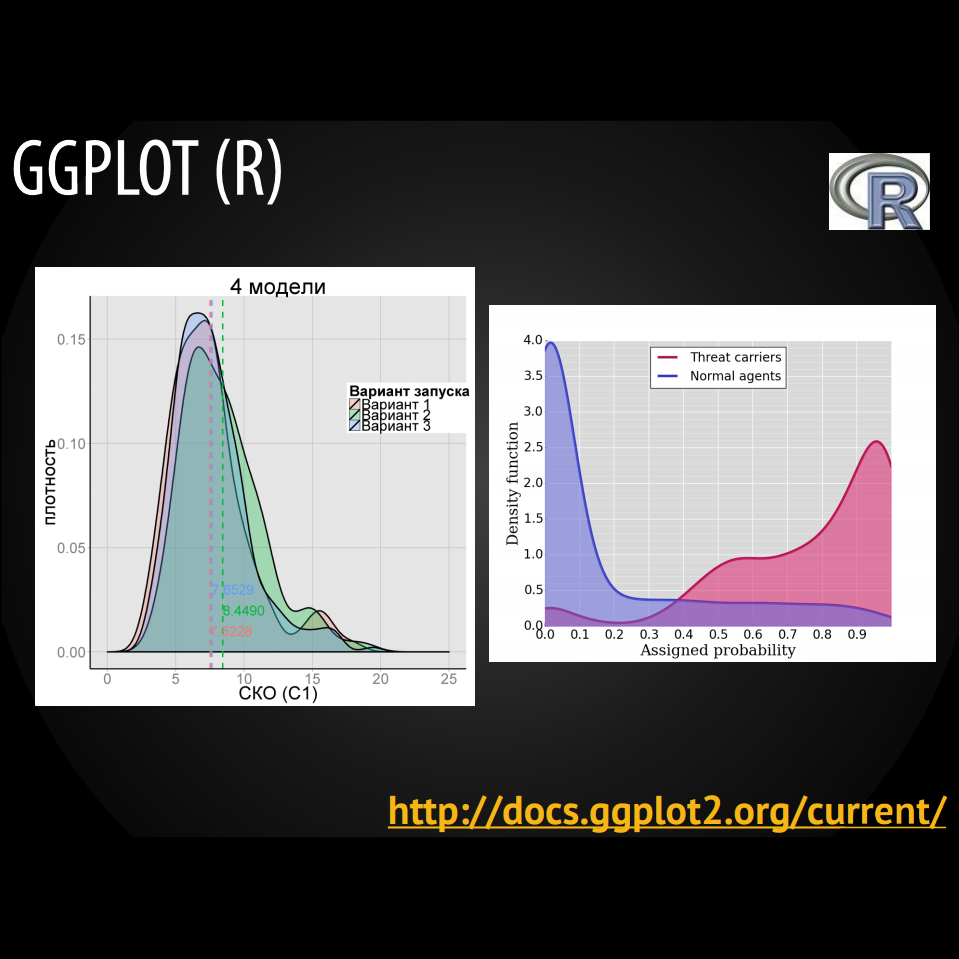 GGPLOT (R)
R
4 модели
0.15
0.10
0.05
0.00
плотность
Вариант запуска
Вариант 1
Вариант 2
Вариант 3
8.4490
0 5 10 15 20 25
СКО (C1)
4.0
3.5
3.0
2.5
2.0
1.5
1.0
0.5
0.0
Density function
Threat carriers
Normal agents
0.0 0.1 0.2 0.3 0.4 0.5 0.6 0.7 0.8 0.9
Assigned probability
http://docs.ggplot2.org/current/